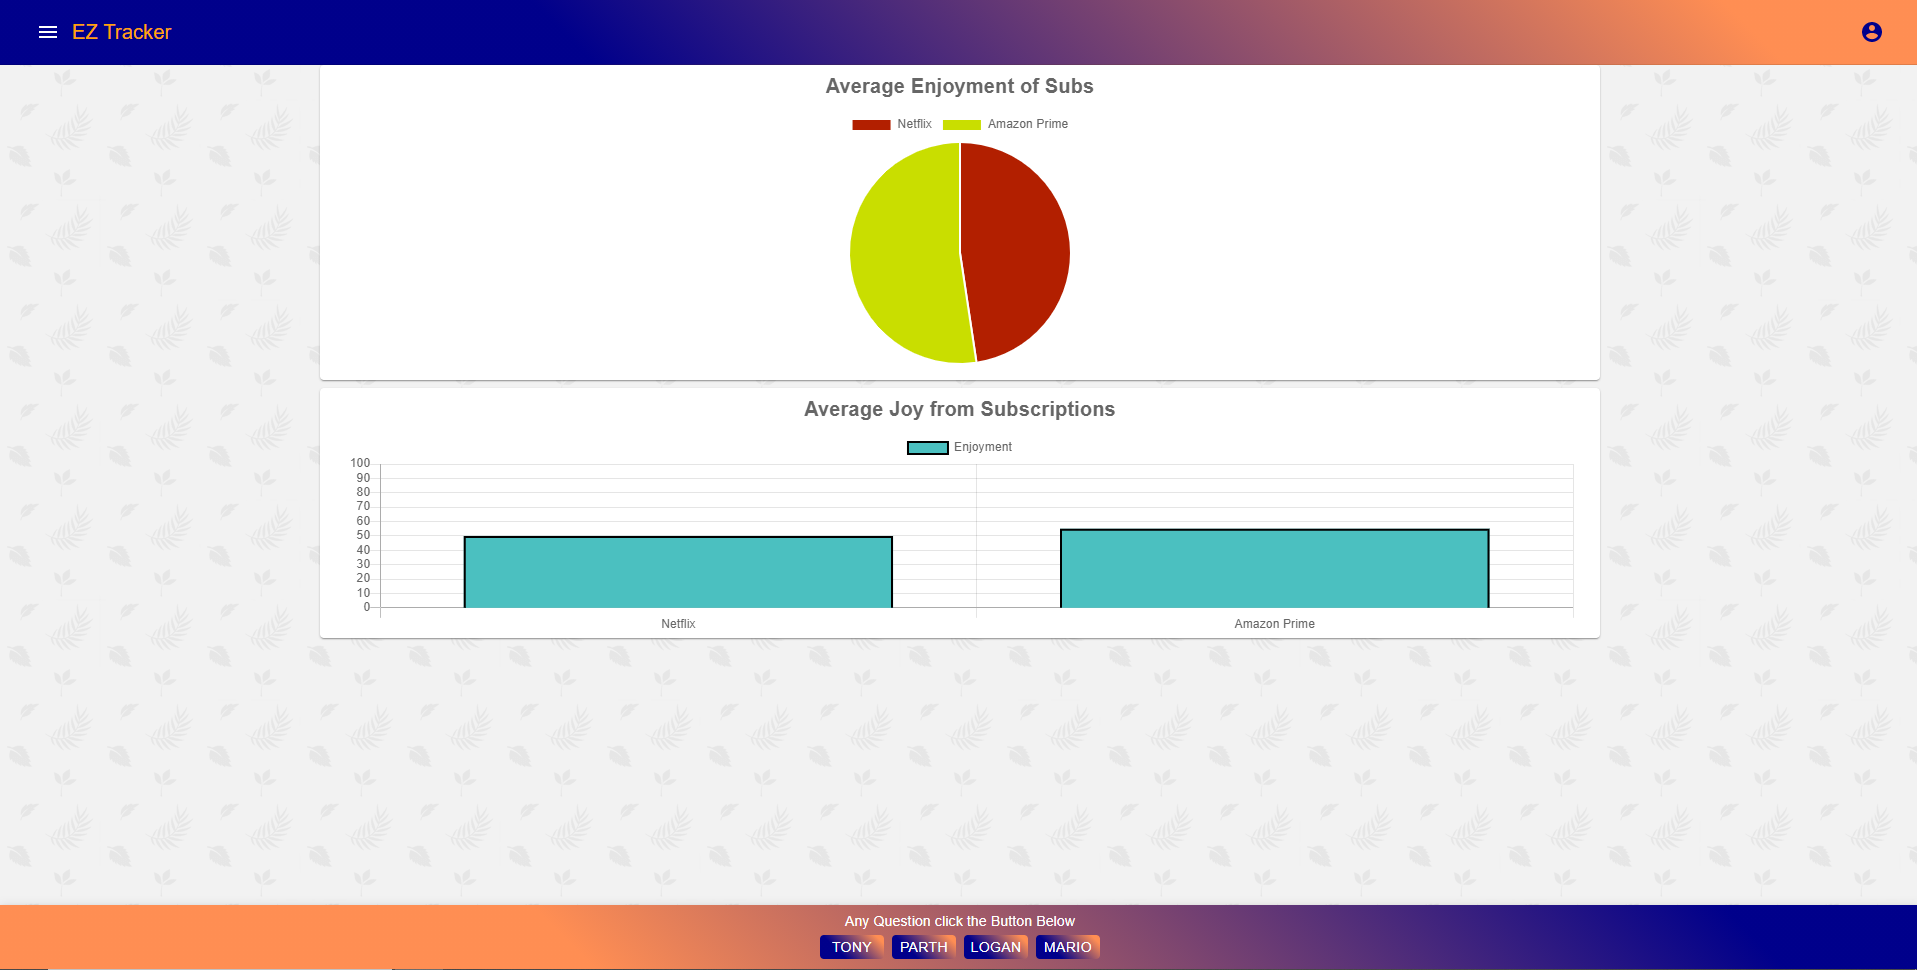 EZ Tracker
Average Enjoyment of Subs
Netflix Amazon Prime
Average Joy from Subscriptions
Enjoyment
100
90
80
70
60
50
40
30
20
10
0
Netflix Amazon Prime
Any Question click the Button Below
TONY PARTH LOGAN MARIO